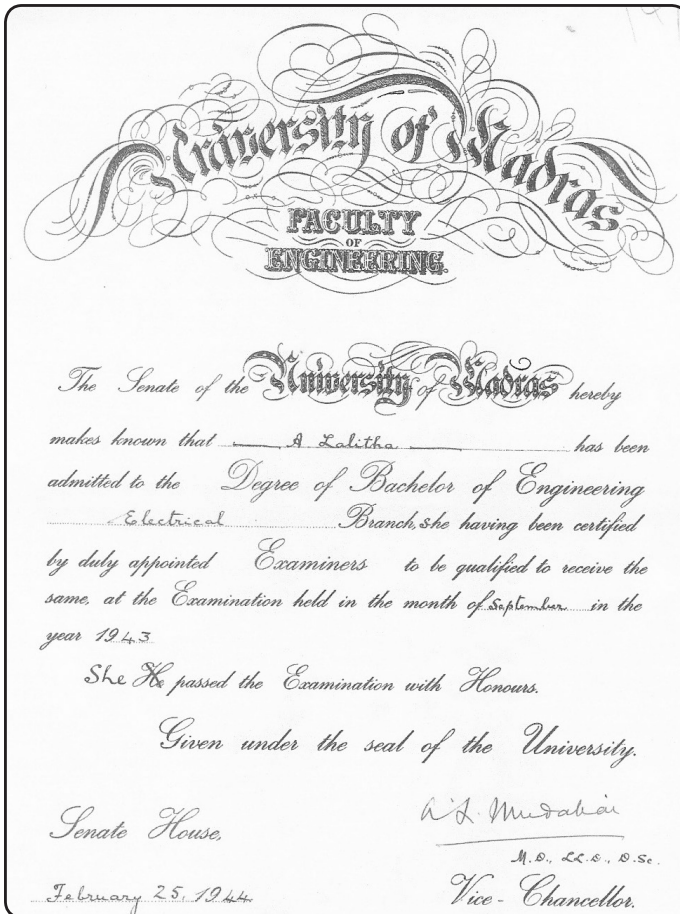 University of Madras
FACULTY
OF
ENGINEERING.
The Senate of the University of Madras hereby
makes known that A Lalitha has been
admitted to the Degree of Bachelor of Engineering
Electrical Branch, she having been certified
by duly appointed Examiners to be qualified to receive the
same, at the Examination held in the month of September in the
year 1943
She He passed the Examination with Honours.
Given under the seal of the University.
A. L. Mudaliar
Senate House,
M.D., LL.D., D.Sc.
February 25, 1944
Vice-Chancellor.